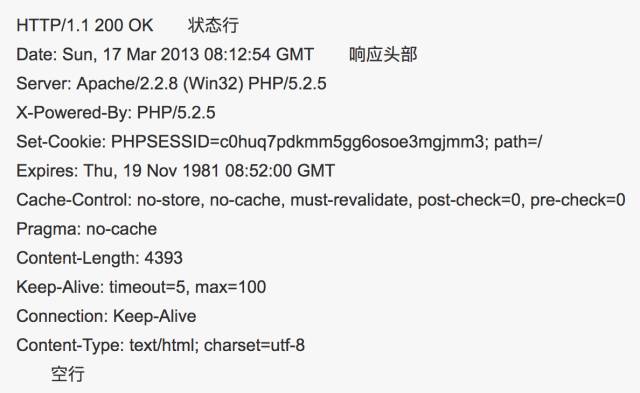 HTTP/1.1 200 OK 状态行
Date: Sun, 17 Mar 2013 08:12:54 GMT 响应头部
Server: Apache/2.2.8 (Win32) PHP/5.2.5
X-Powered-By: PHP/5.2.5
Set-Cookie: PHPSESSID=c0huq7pdkmm5gg6osoe3mgjmm3; path=/
Expires: Thu, 19 Nov 1981 08:52:00 GMT
Cache-Control: no-store, no-cache, must-revalidate, post-check=0, pre-check=0
Pragma: no-cache
Content-Length: 4393
Keep-Alive: timeout=5, max=100
Connection: Keep-Alive
Content-Type: text/html; charset=utf-8
空行